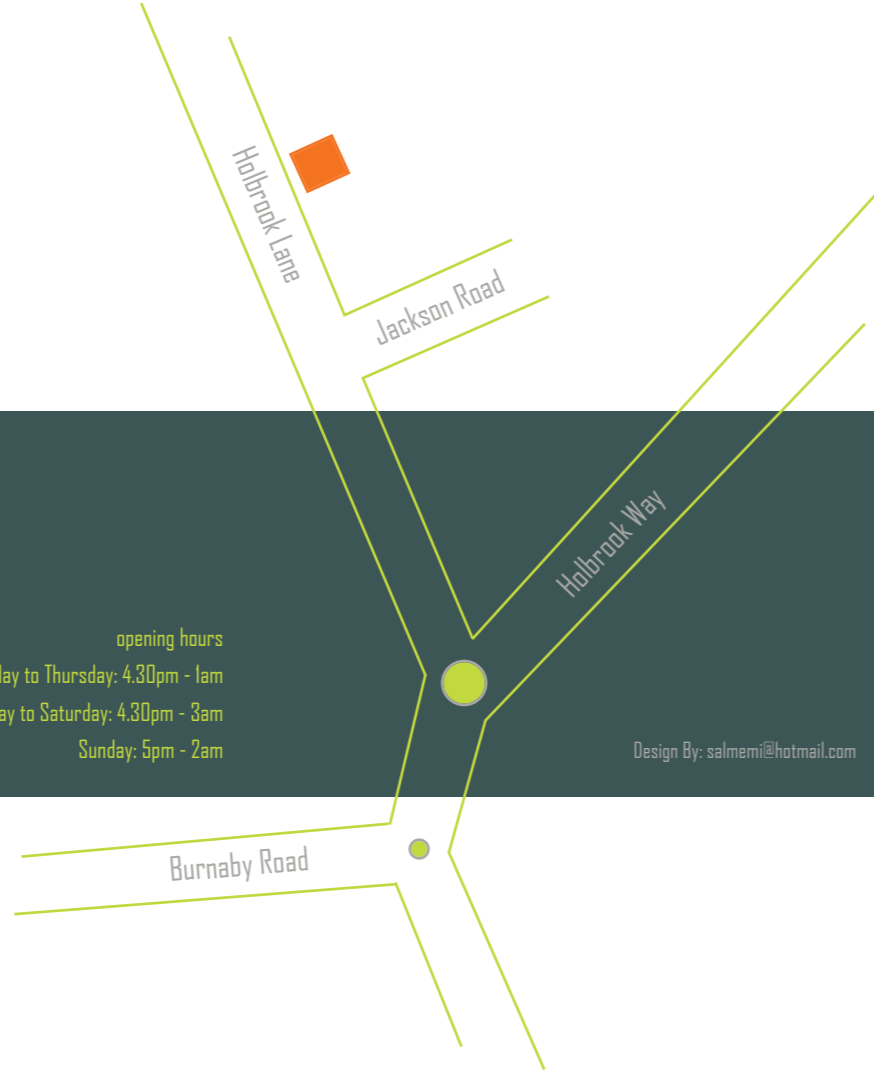 Holbrook Lane
Jackson Road
Holbrook Way
opening hours
to Thursday: 4.30pm - 1am
to Saturday: 4.30pm - 3am
Sunday: 5pm - 2am
Design By: salmemi@hotmail.com
Burnaby Road